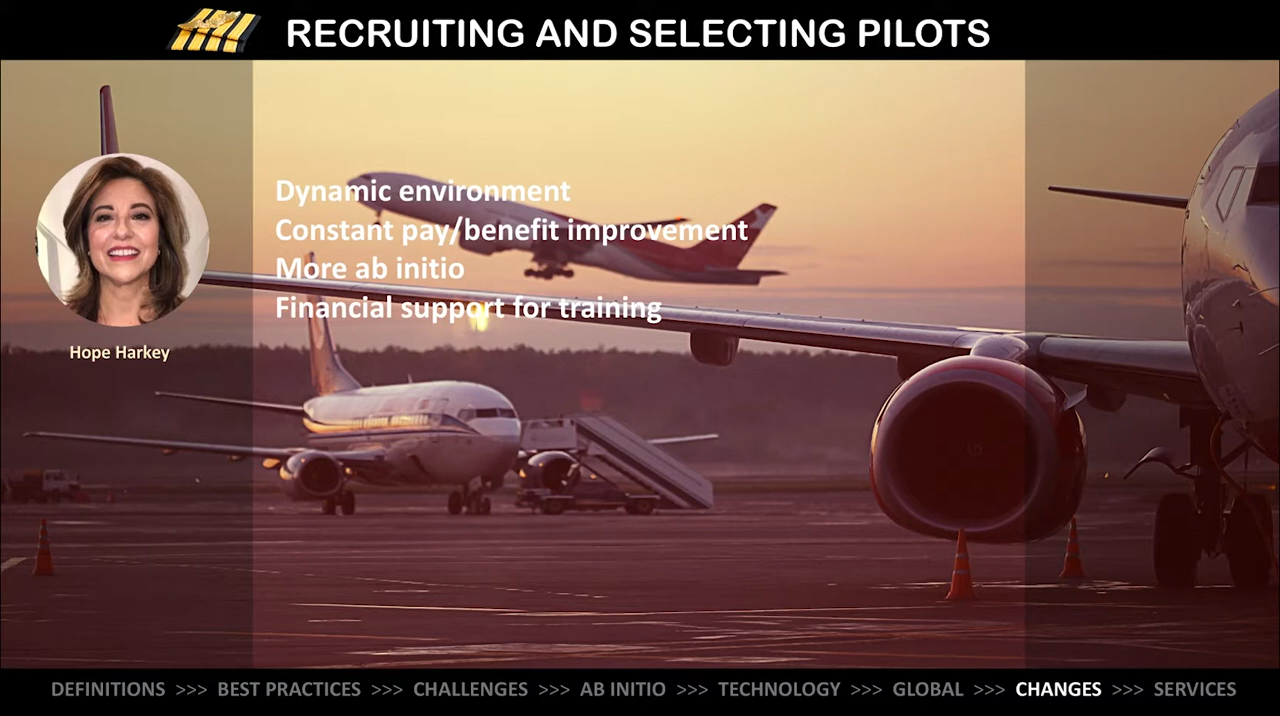 RECRUITING AND SELECTING PILOTS
Dynamic environment
Constant pay/benefit improvement
More ab initio
Financial support for training
Hope Harkey
DEFINITIONS >>> BEST PRACTICES >>> CHALLENGES >>> AB INITIO >>> TECHNOLOGY >>> GLOBAL >>> CHANGES >>> SERVICES